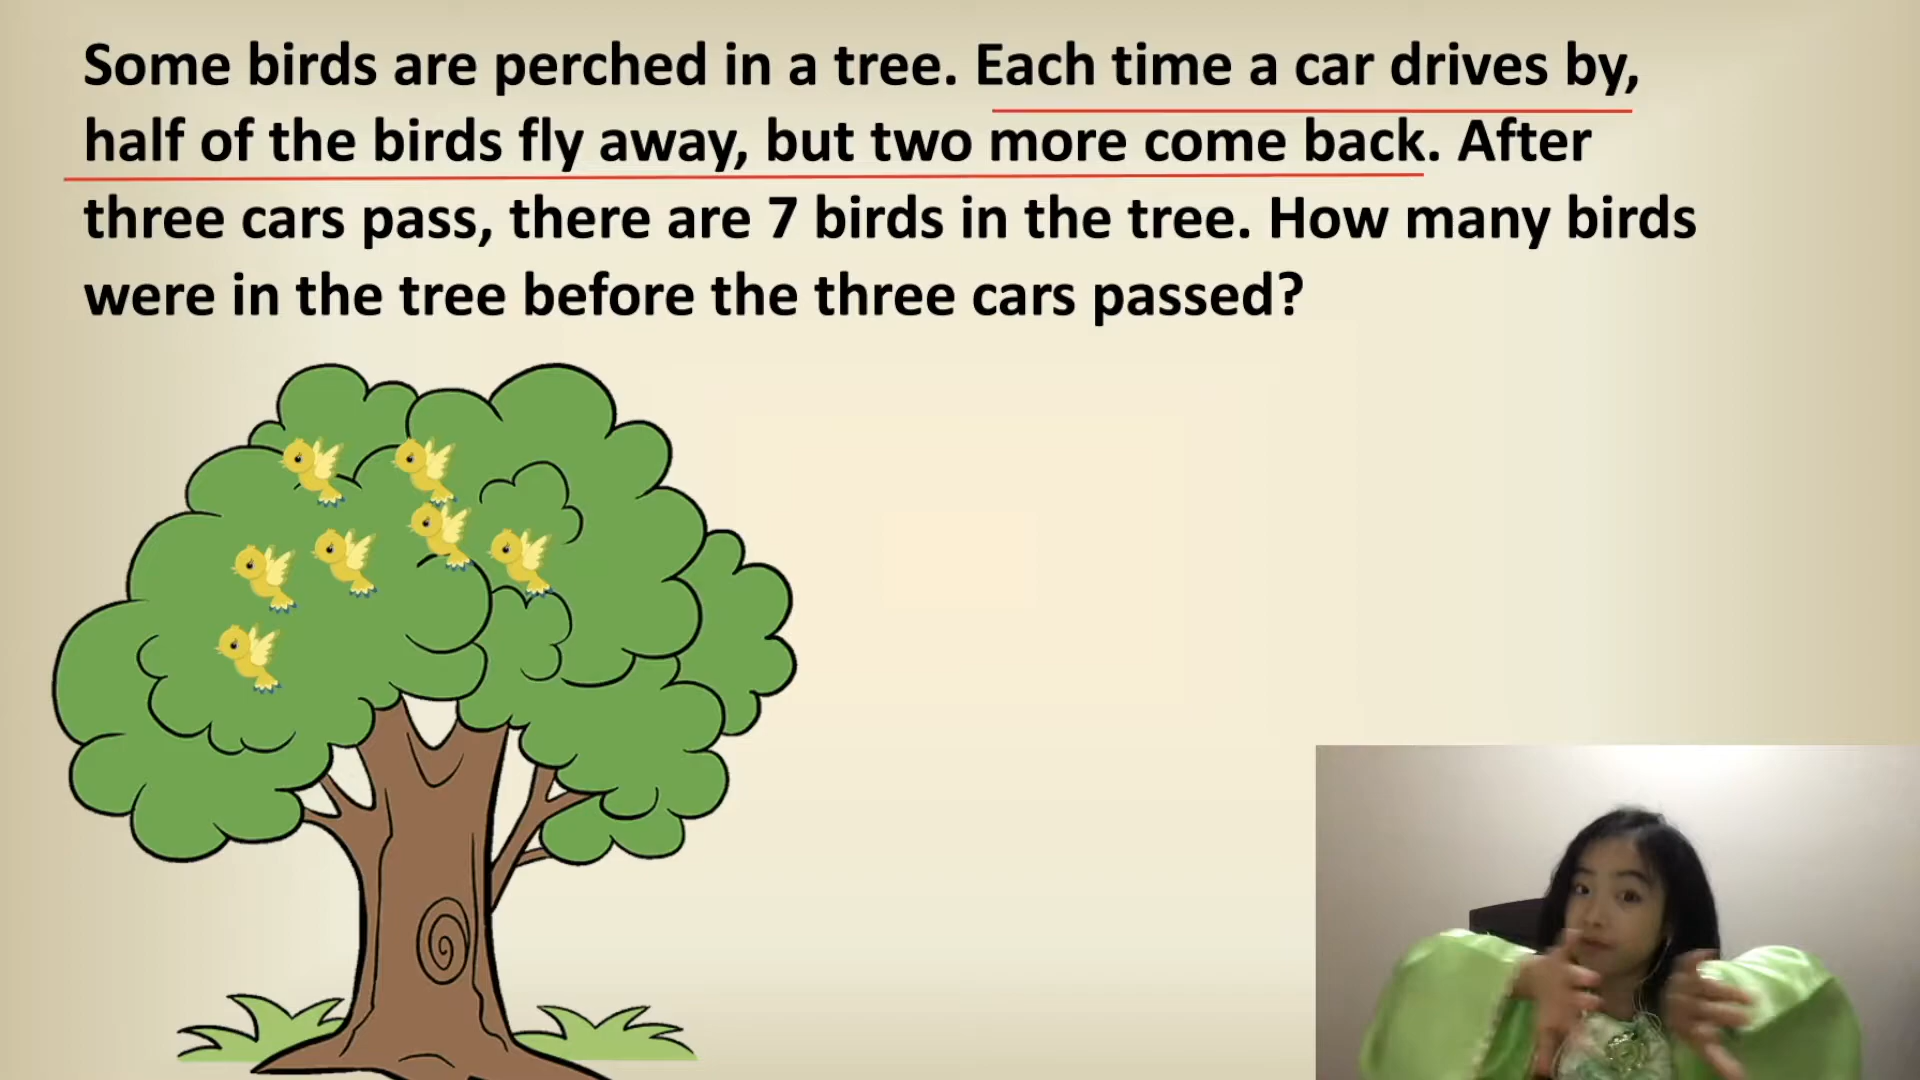 Some birds are perched in a tree. Each time a car drives by,
half of the birds fly away, but two more come back. After
three cars pass, there are 7 birds in the tree. How many birds
were in the tree before the three cars passed?